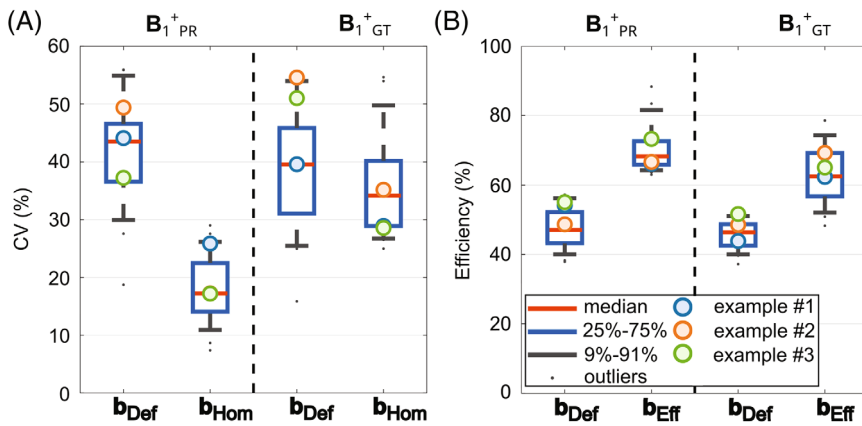 (A)
B₁⁺PR B₁⁺GT
CV (%)
60
50
40
30
20
10
0
bDef bHom bDef bHom
(B)
B₁⁺PR B₁⁺GT
Efficiency (%)
100
80
60
40
20
0
median example #1
25%-75% example #2
9%-91% example #3
outliers
bDef bEff bDef bEff